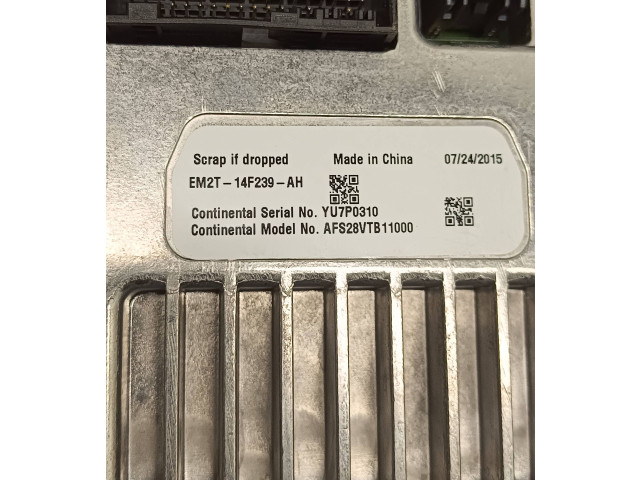 Scrap if dropped Made in China 07/24/2015
EM2T-14F239-AH
Continental Serial No. YU7P0310
Continental Model No. AFS28VTB11000